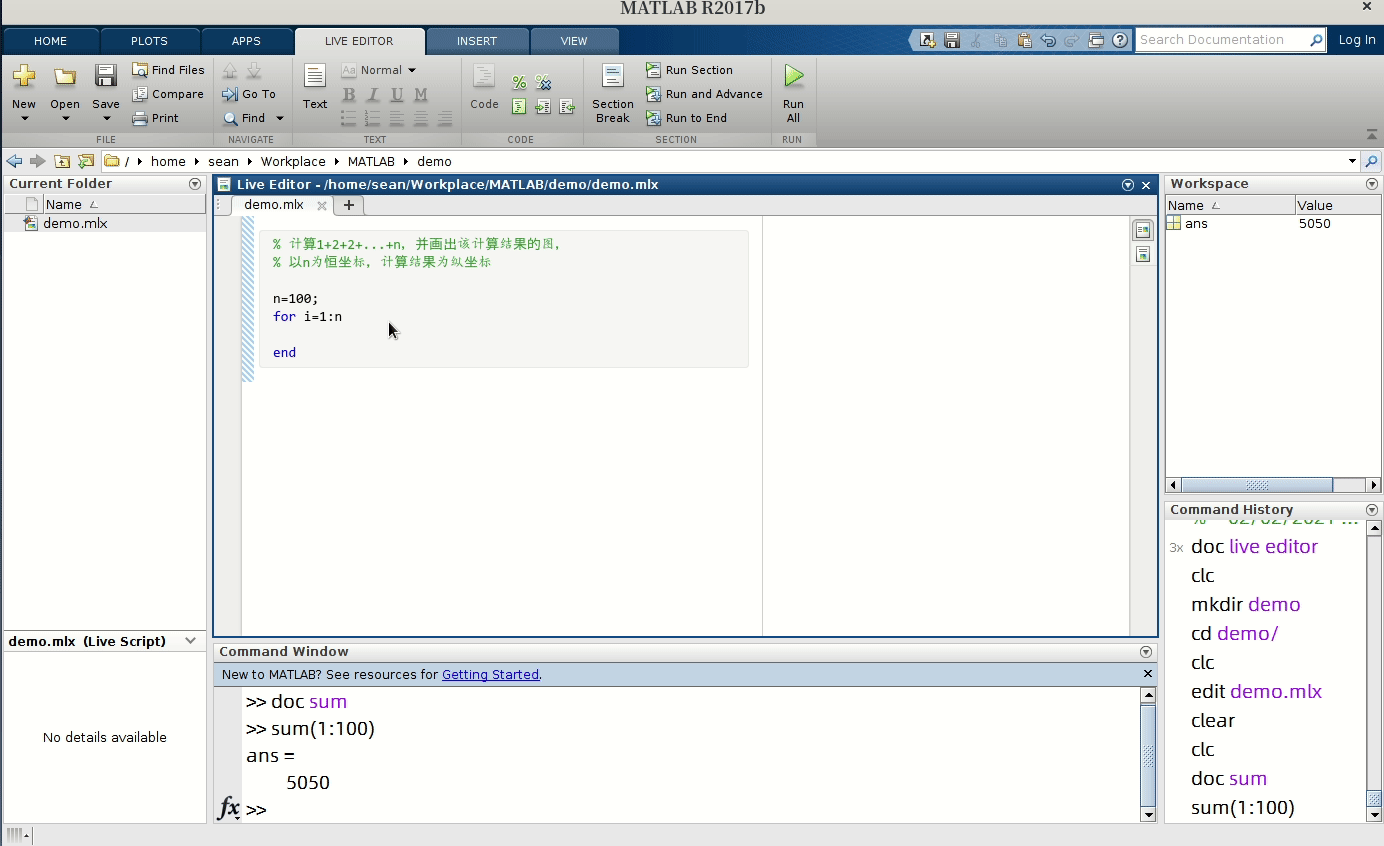 MATLAB R2017b
HOME PLOTS APPS LIVE EDITOR INSERT VIEW Search Documentation Log In
New Open Save Find Files Compare Print
FILE
Go To Find
NAVIGATE
Text Aa Normal B I U M
TEXT
Code
CODE
Section Break Run Section Run and Advance Run to End
SECTION
Run All
RUN
/ home sean Workplace MATLAB demo
Current Folder
Name
demo.mlx
demo.mlx (Live Script)
No details available
Live Editor - /home/sean/Workplace/MATLAB/demo/demo.mlx
demo.mlx +
% 计算1+2+2+...+n，并画出该计算结果的图，
% 以n为恒坐标，计算结果为纵坐标
n=100;
for i=1:n
end
Command Window
New to MATLAB? See resources for Getting Started.
>> doc sum
>> sum(1:100)
ans =
5050
fx >>
Workspace
Name Value
ans 5050
Command History
3x doc live editor
clc
mkdir demo
cd demo/
clc
edit demo.mlx
clear
clc
doc sum
sum(1:100)